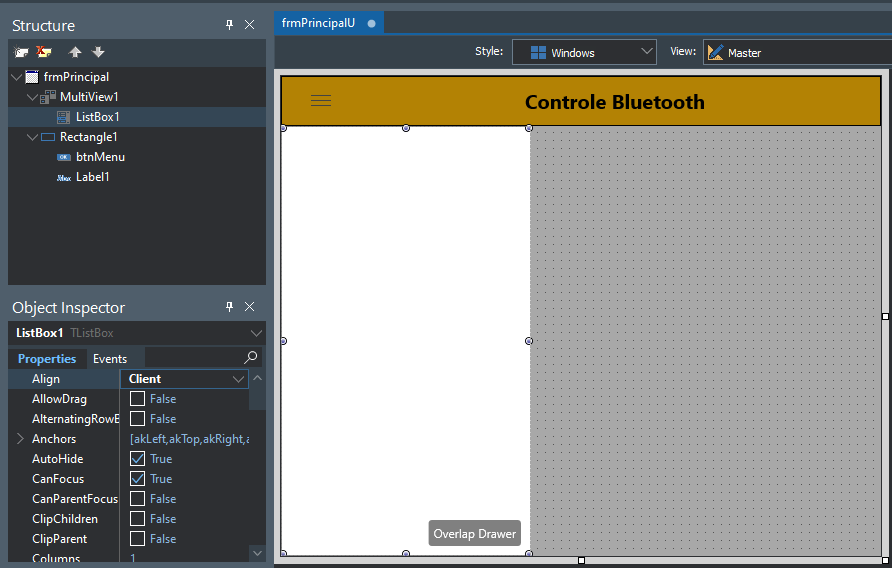 Structure
frmPrincipal
MultiView1
ListBox1
Rectangle1
btnMenu
Label1
Object Inspector
ListBox1 TListBox
Properties Events
Align Client
AllowDrag False
AlternatingRowB False
Anchors [akLeft,akTop,akRight,a
AutoHide True
CanFocus True
CanParentFocus False
ClipChildren False
ClipParent False
Columns 1
frmPrincipalU
Style: Windows View: Master
Controle Bluetooth
Overlap Drawer